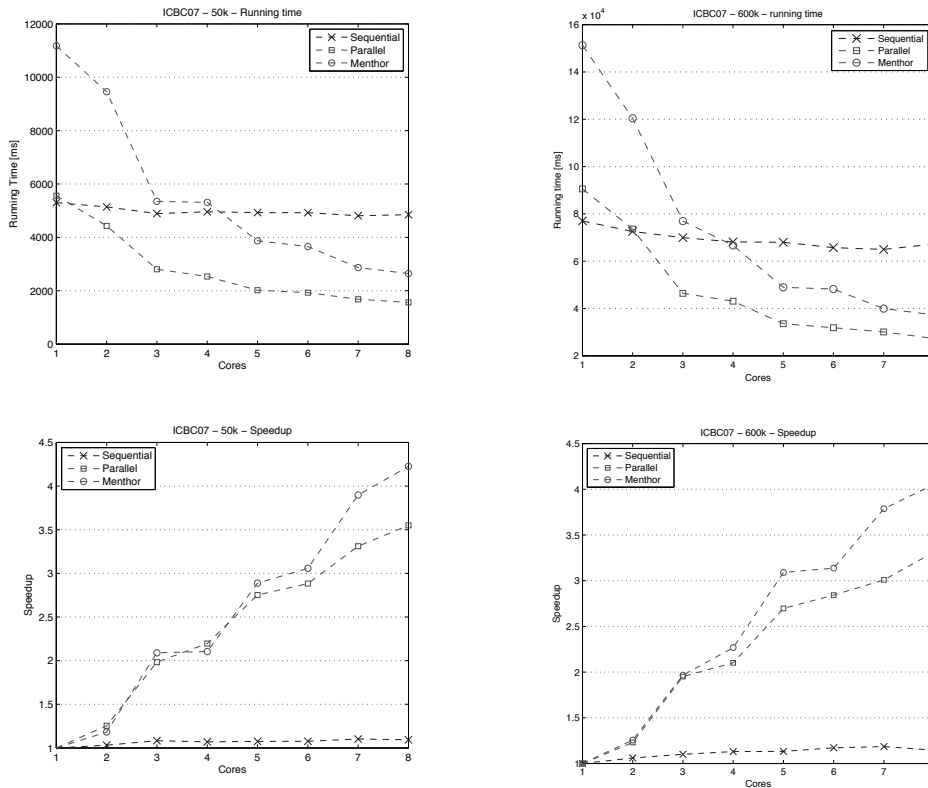 ICBC07 – 50k – Running time
12000
10000
8000
6000
4000
2000
0
Running Time [ms]
1 2 3 4 5 6 7 8
Cores
Sequential
Parallel
Menthor
ICBC07 – 600k – running time
x 10⁴
16
14
12
10
8
6
4
2
Running time [ms]
1 2 3 4 5 6 7
Cores
Sequential
Parallel
Menthor
ICBC07 – 50k – Speedup
4.5
4
3.5
3
2.5
2
1.5
1
Speedup
1 2 3 4 5 6 7 8
Cores
Sequential
Parallel
Menthor
ICBC07 – 600k – Speedup
4.5
4
3.5
3
2.5
2
1.5
1
Speedup
1 2 3 4 5 6 7
Cores
Sequential
Parallel
Menthor